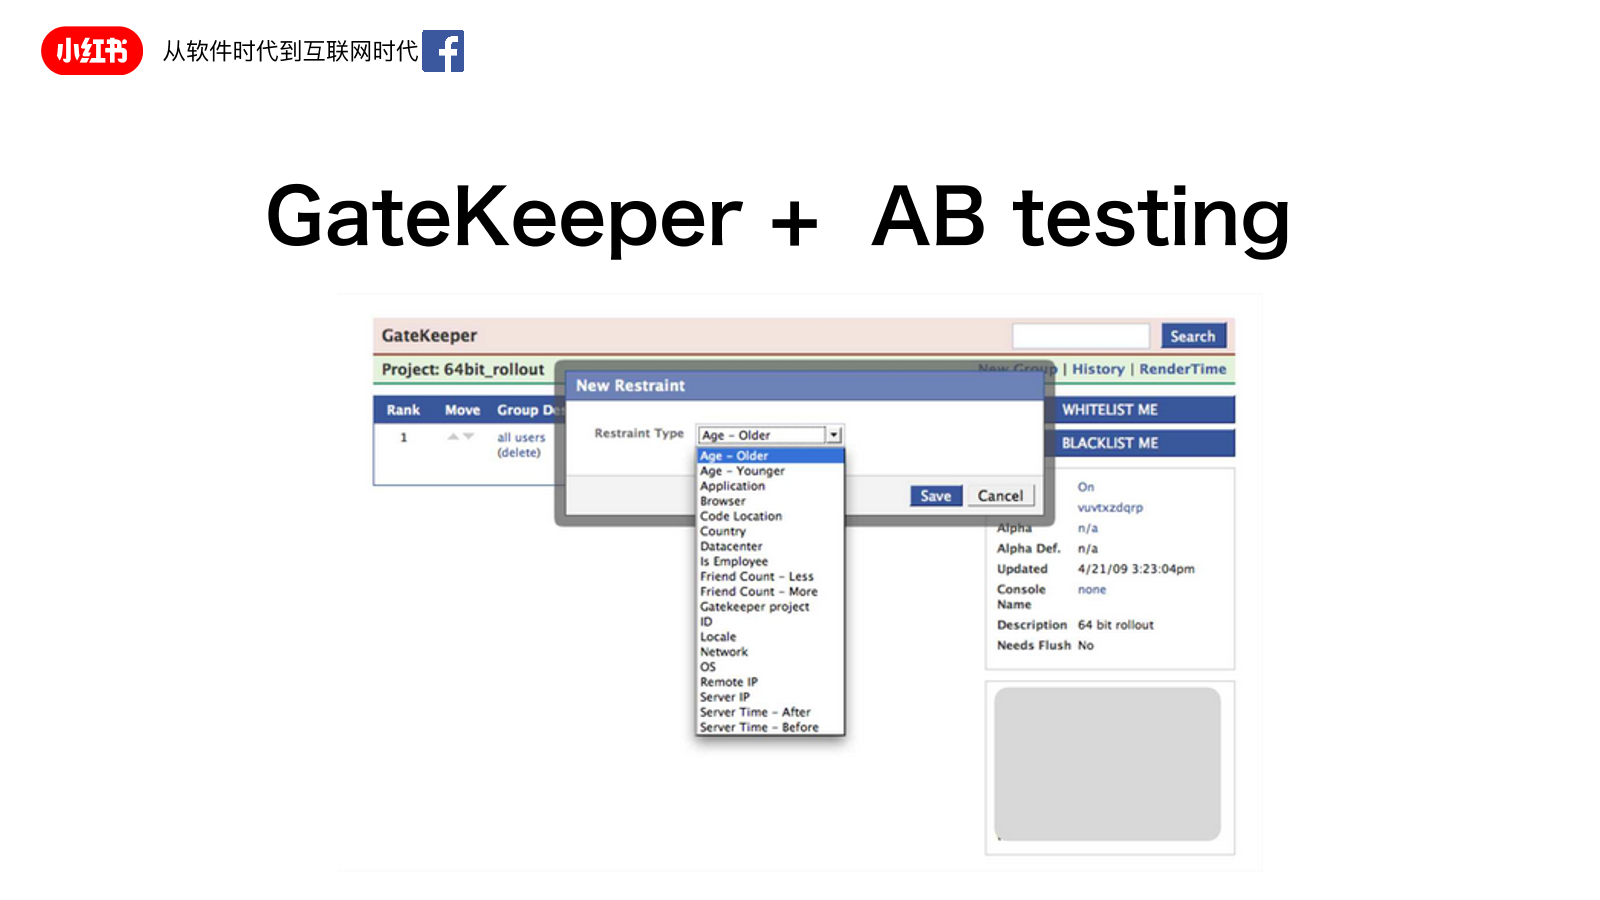 小红书 从软件时代到互联网时代 f
GateKeeper + AB testing
GateKeeper
Search
Project: 64bit_rollout
New Group | History | RenderTime
New Restraint
Rank Move Group De
WHITELIST ME
1 all users
(delete)
Restraint Type Age - Older
BLACKLIST ME
Age - Older
Age - Younger
Application
Browser
Code Location
Country
Datacenter
Is Employee
Friend Count - Less
Friend Count - More
Gatekeeper project
ID
Locale
Network
OS
Remote IP
Server IP
Server Time - After
Server Time - Before
Save Cancel
On
vuvtxzdqrp
Alpha n/a
Alpha Def. n/a
Updated 4/21/09 3:23:04pm
Console Name none
Description 64 bit rollout
Needs Flush No